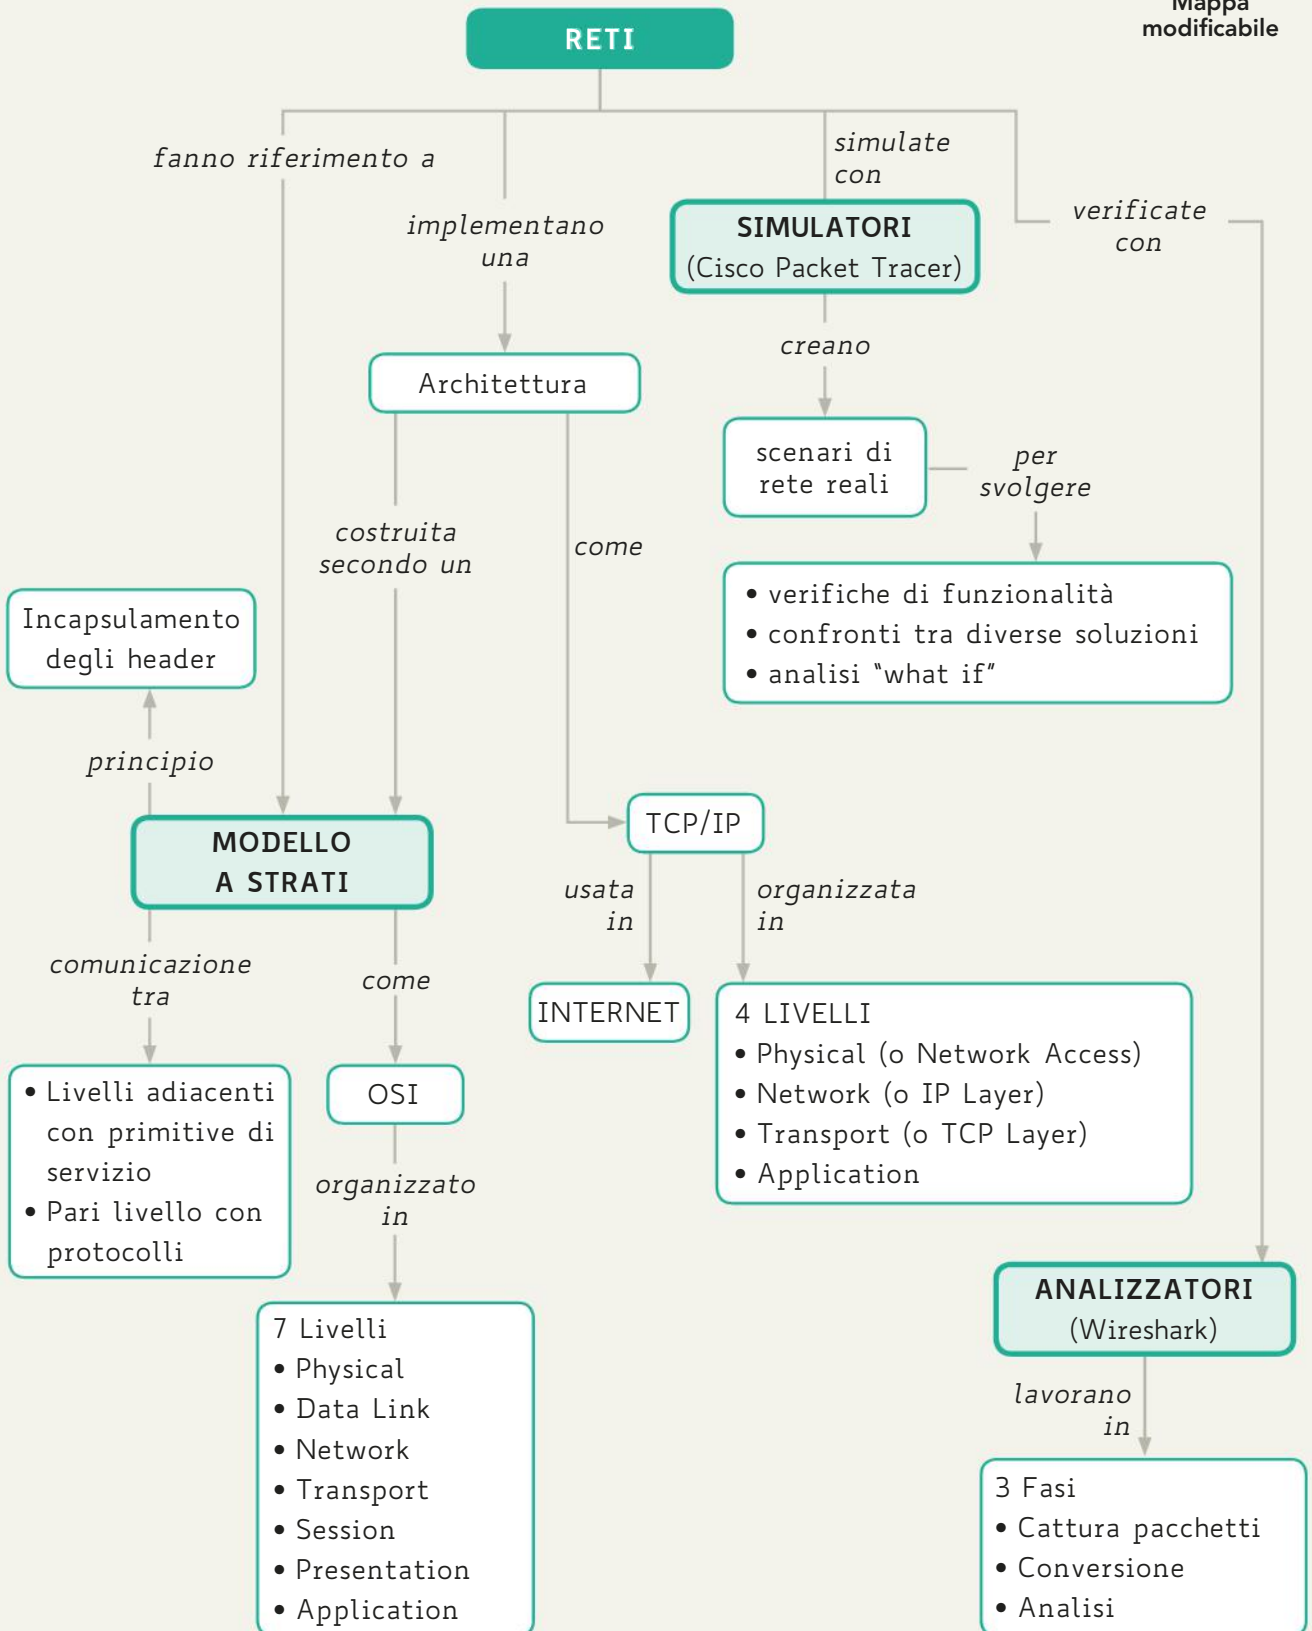 Mappa
modificabile
RETI
fanno riferimento a
implementano
una
simulate
con
verificate
con
SIMULATORI
(Cisco Packet Tracer)
creano
Architettura
scenari di
rete reali
per
svolgere
costruita
secondo un
come
• verifiche di funzionalità
• confronti tra diverse soluzioni
• analisi "what if"
Incapsulamento
degli header
principio
MODELLO
A STRATI
TCP/IP
usata
in
organizzata
in
comunicazione
tra
come
INTERNET
4 LIVELLI
• Physical (o Network Access)
• Network (o IP Layer)
• Transport (o TCP Layer)
• Application
• Livelli adiacenti
con primitive di
servizio
• Pari livello con
protocolli
OSI
organizzato
in
7 Livelli
• Physical
• Data Link
• Network
• Transport
• Session
• Presentation
• Application
ANALIZZATORI
(Wireshark)
lavorano
in
3 Fasi
• Cattura pacchetti
• Conversione
• Analisi